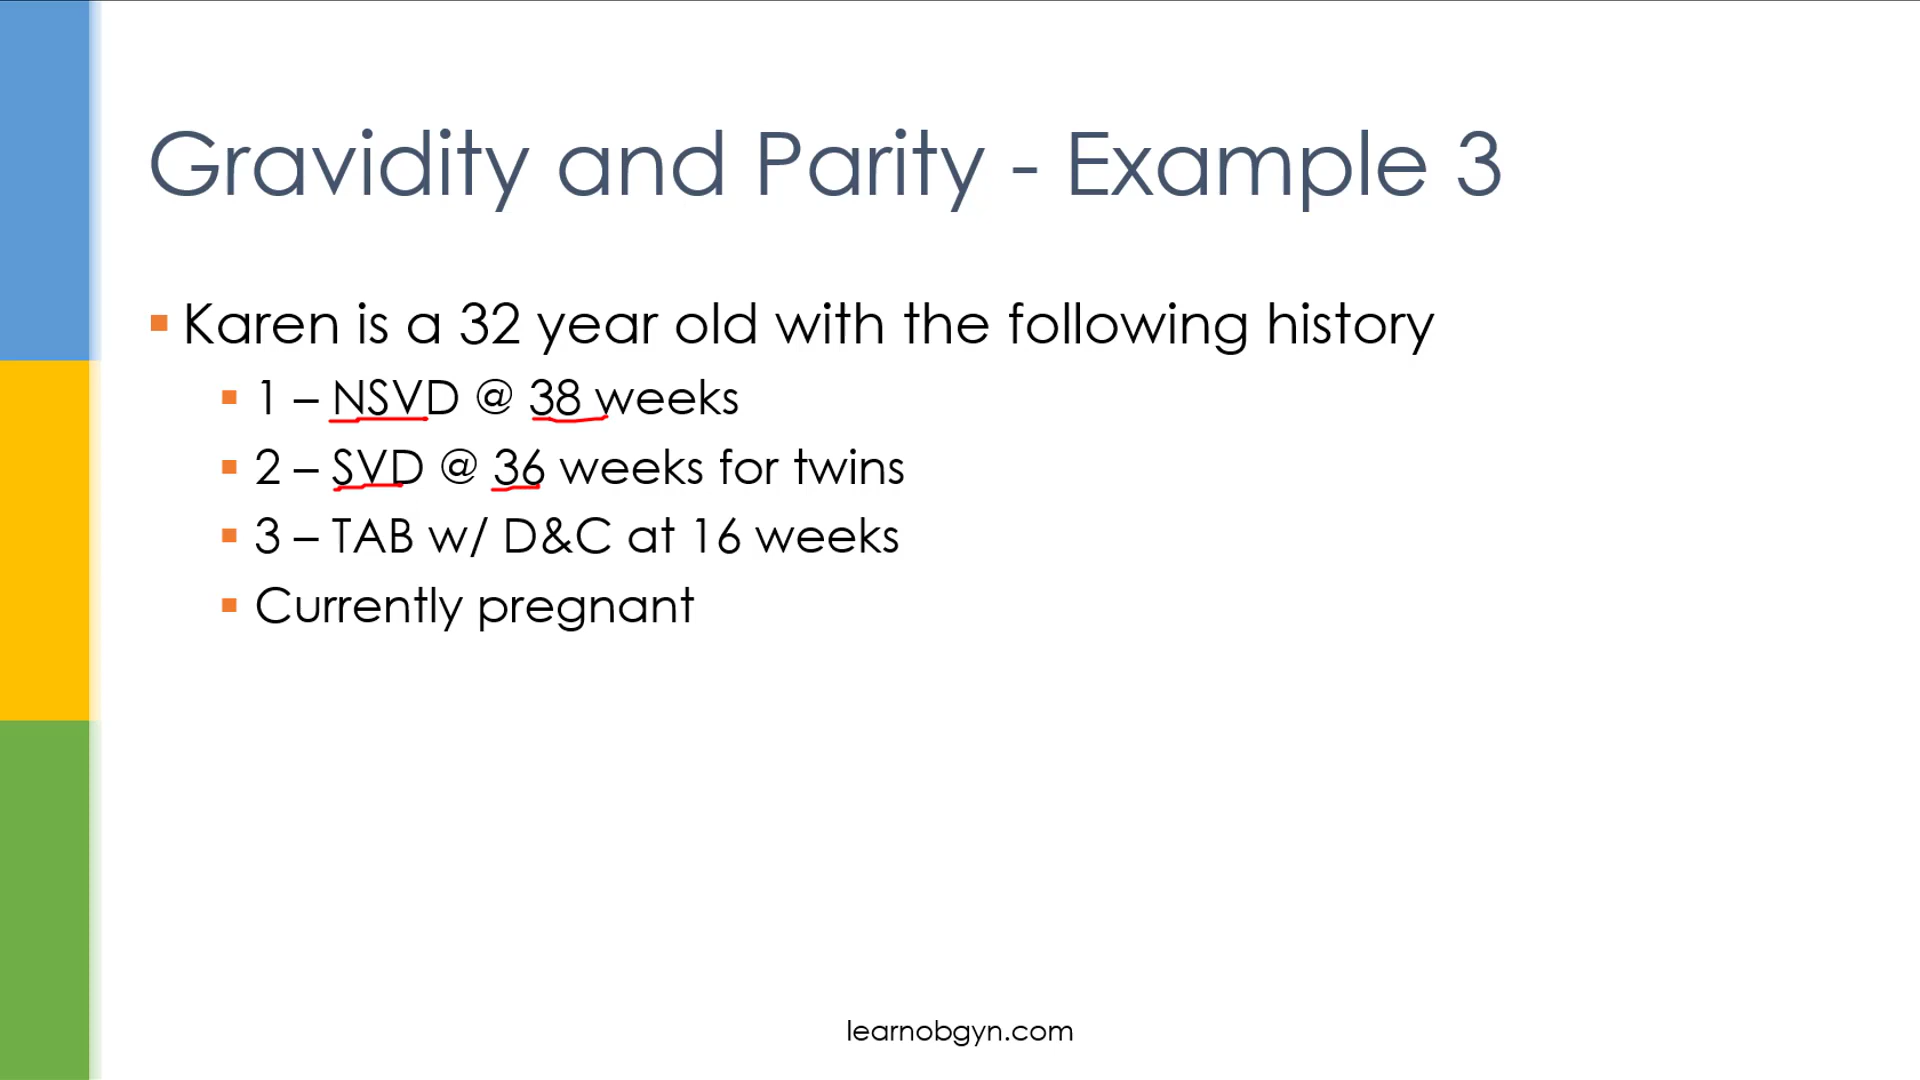 Gravidity and Parity - Example 3
Karen is a 32 year old with the following history
1 – NSVD @ 38 weeks
2 – SVD @ 36 weeks for twins
3 – TAB w/ D&C at 16 weeks
Currently pregnant
learnobgyn.com